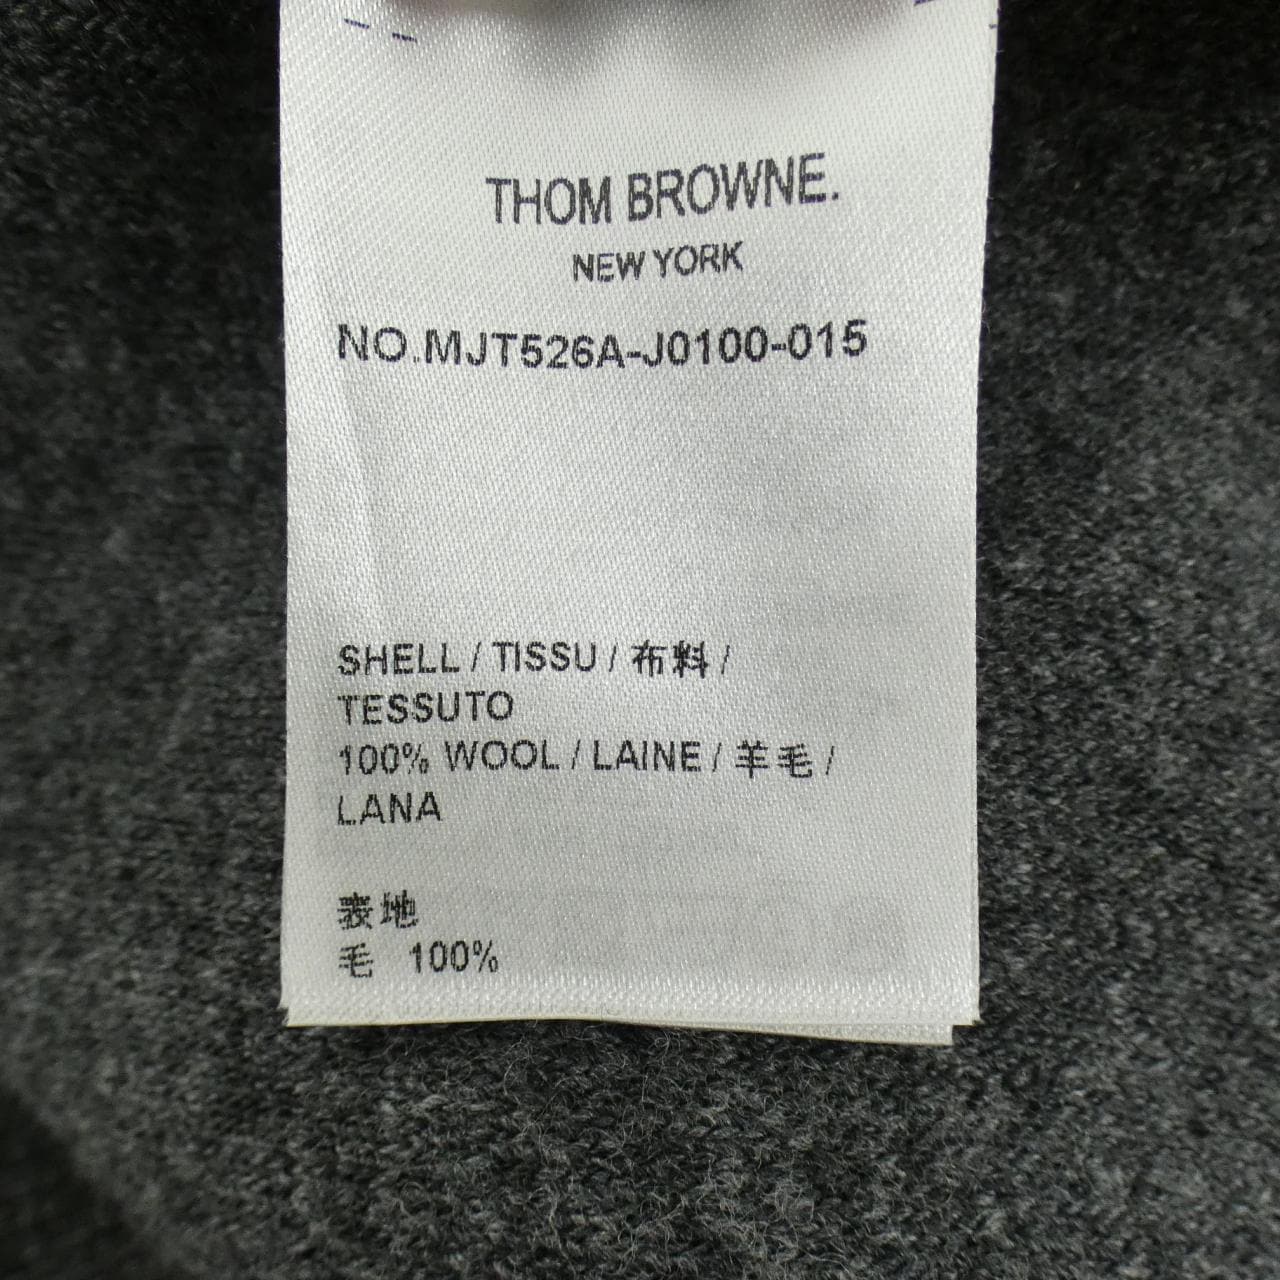 THOM BROWNE.
NEW YORK
NO.MJT526A-J0100-015
SHELL / TISSU / 布料 /
TESSUTO
100% WOOL / LAINE / 羊毛 /
LANA
表地
毛 100%